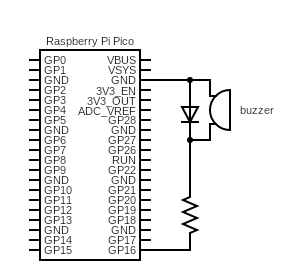 Raspberry Pi Pico
GP0 VBUS
GP1 VSYS
GND GND
GP2 3V3_EN
GP3 3V3_OUT
GP4 ADC_VREF
GP5 GP28
GND GND
GP6 GP27
GP7 GP26
GP8 RUN
GP9 GP22
GND GND
GP10 GP21
GP11 GP20
GP12 GP19
GP13 GP18
GND GND
GP14 GP17
GP15 GP16
buzzer